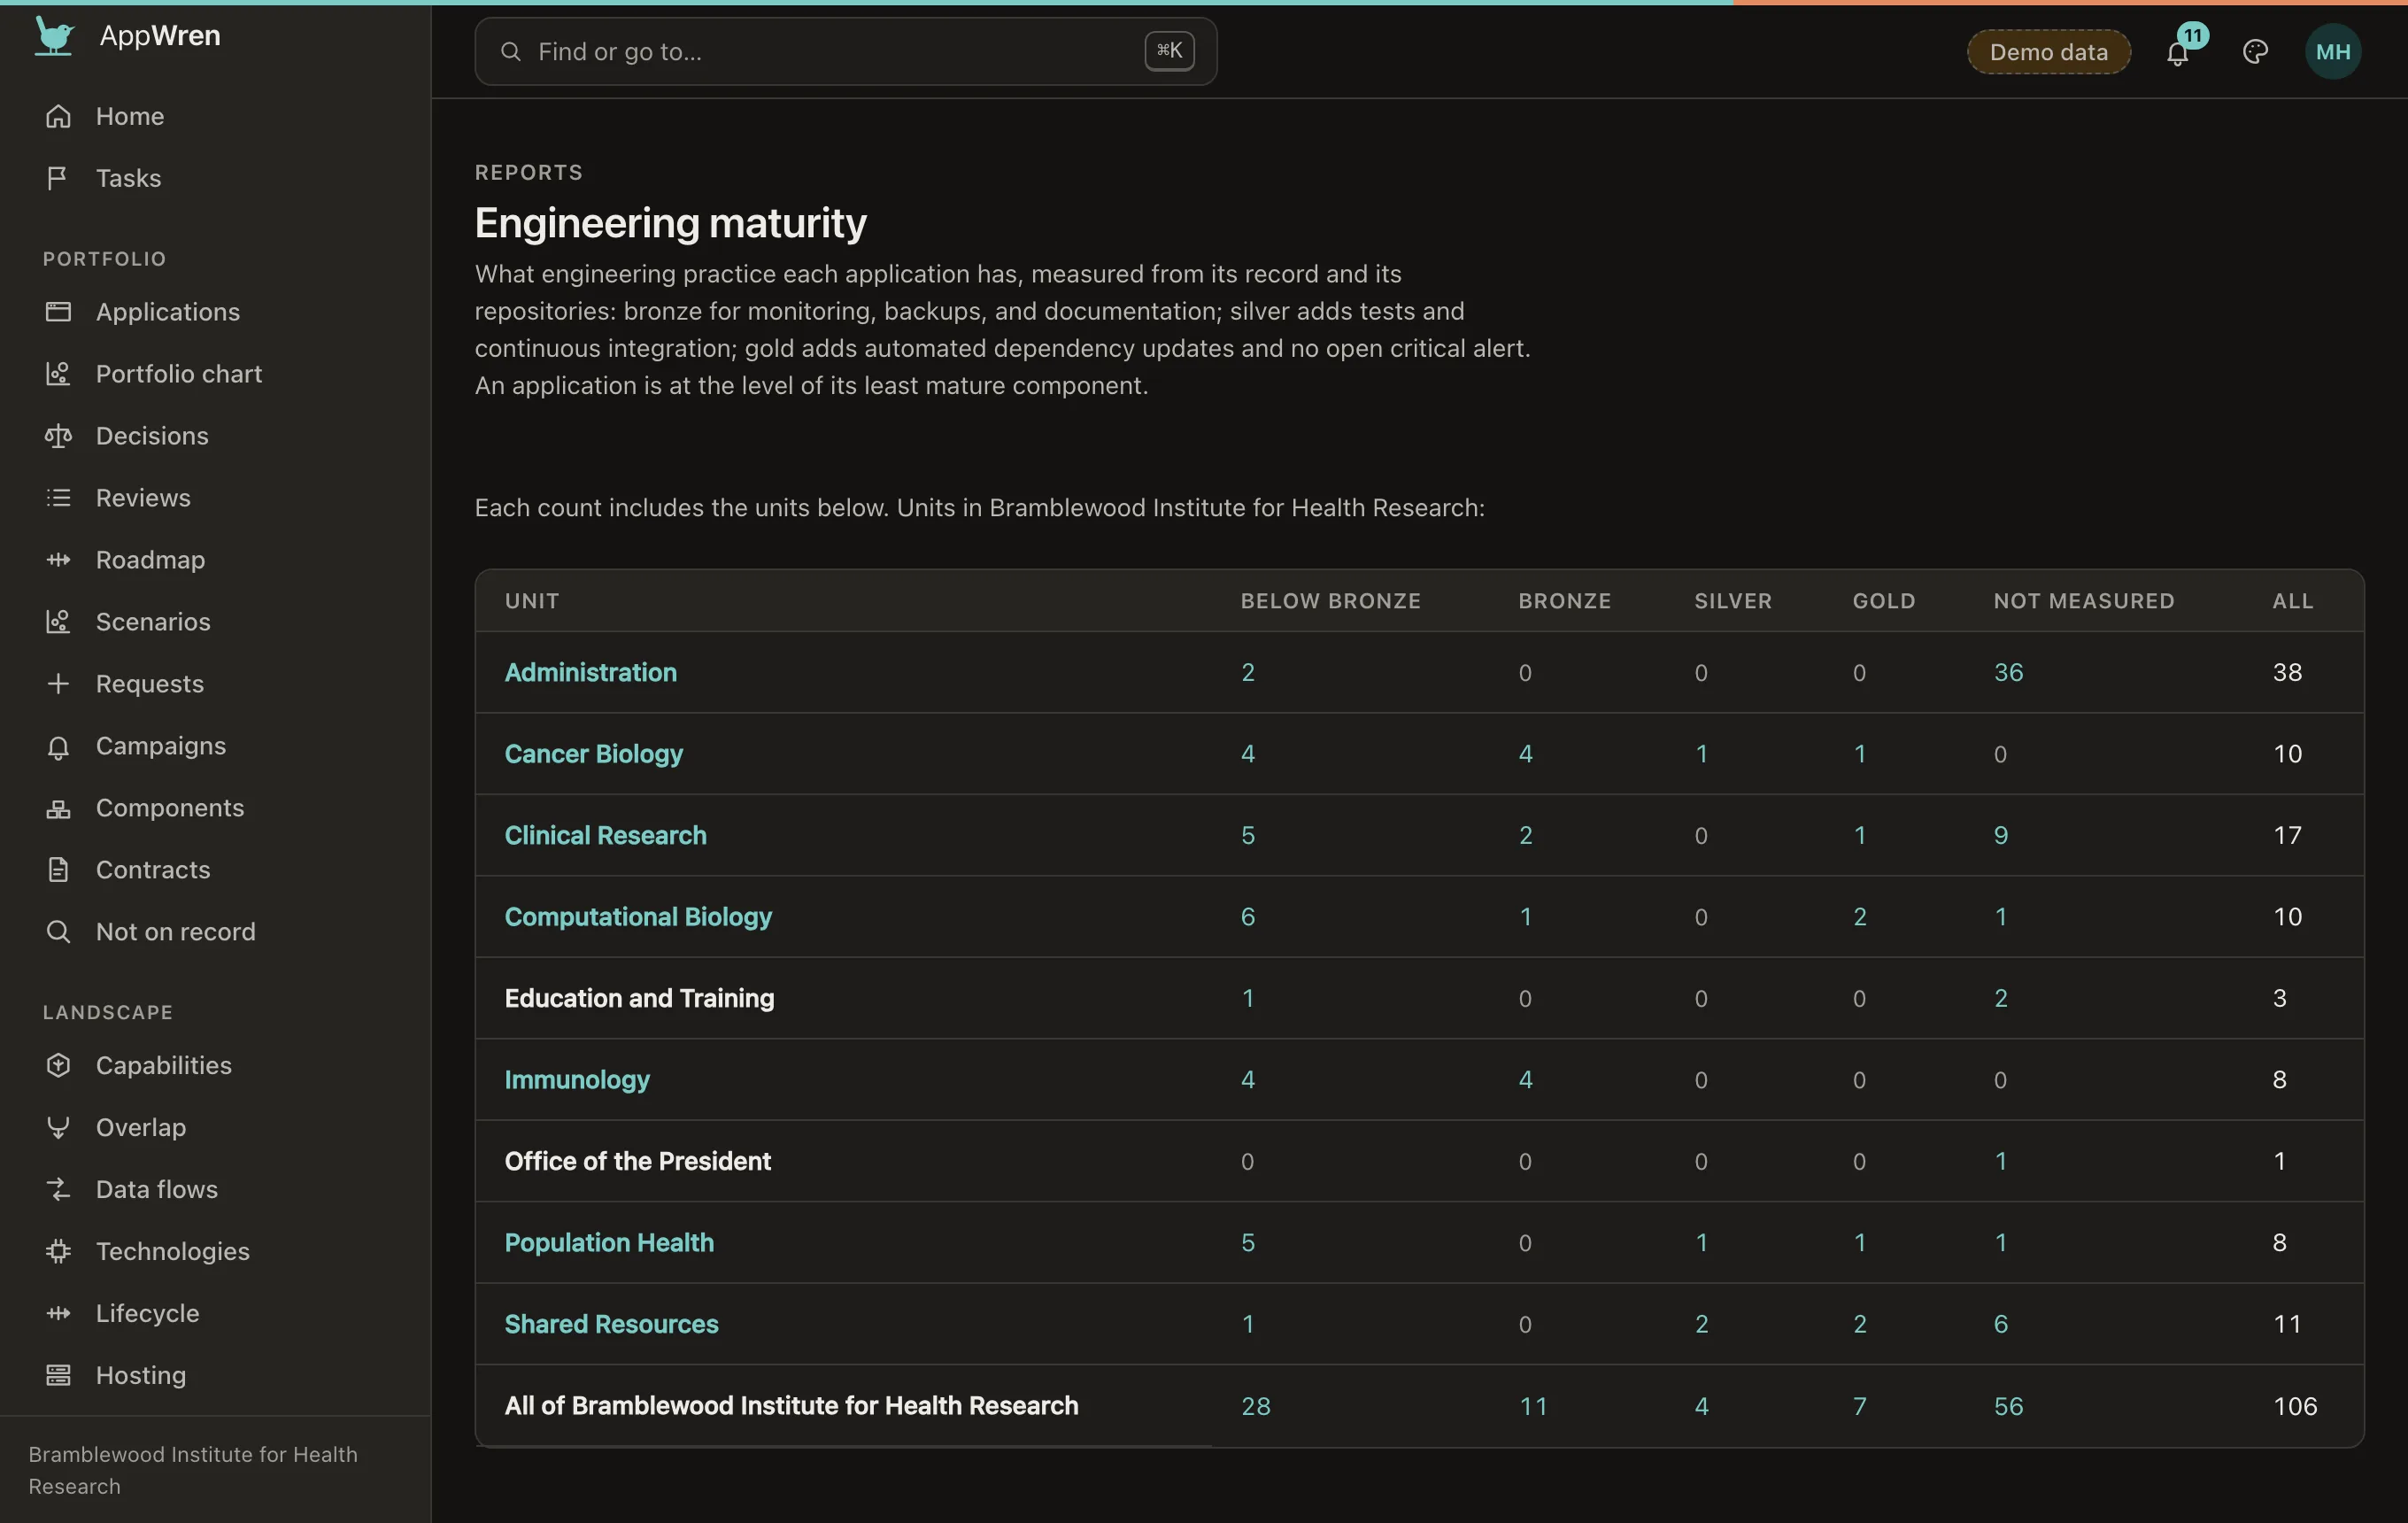 AppWren
Find or go to...
⌘K
Demo data
11
MH
Home
Tasks
PORTFOLIO
Applications
Portfolio chart
Decisions
Reviews
Roadmap
Scenarios
Requests
Campaigns
Components
Contracts
Not on record
LANDSCAPE
Capabilities
Overlap
Data flows
Technologies
Lifecycle
Hosting
Bramblewood Institute for Health
Research
REPORTS
Engineering maturity
What engineering practice each application has, measured from its record and its
repositories: bronze for monitoring, backups, and documentation; silver adds tests and
continuous integration; gold adds automated dependency updates and no open critical alert.
An application is at the level of its least mature component.
Each count includes the units below. Units in Bramblewood Institute for Health Research:
UNIT BELOW BRONZE BRONZE SILVER GOLD NOT MEASURED ALL
Administration 2 0 0 0 36 38
Cancer Biology 4 4 1 1 0 10
Clinical Research 5 2 0 1 9 17
Computational Biology 6 1 0 2 1 10
Education and Training 1 0 0 0 2 3
Immunology 4 4 0 0 0 8
Office of the President 0 0 0 0 1 1
Population Health 5 0 1 1 1 8
Shared Resources 1 0 2 2 6 11
All of Bramblewood Institute for Health Research 28 11 4 7 56 106